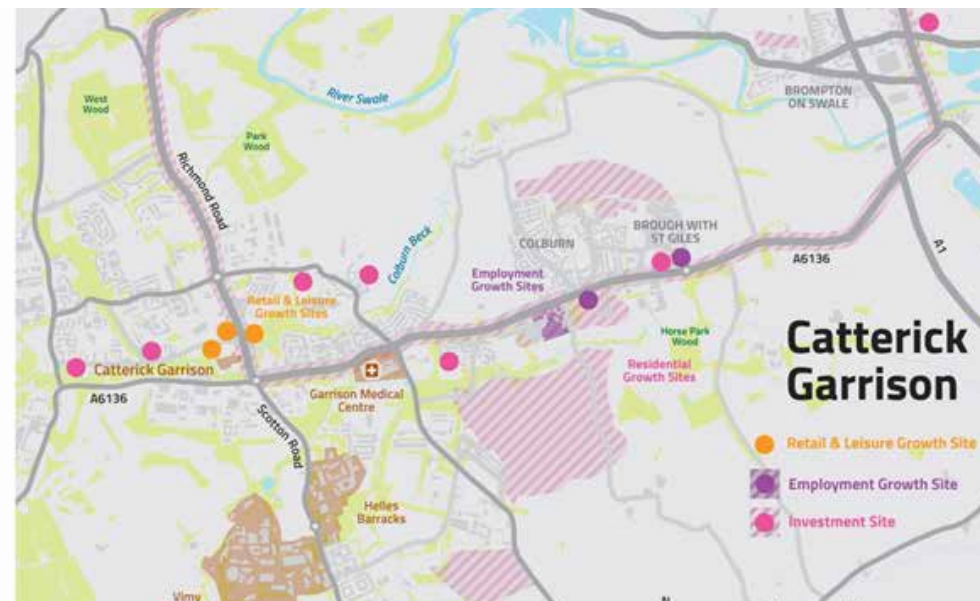 West
Wood
River Swale
Park
Wood
BROMPTON
ON SWALE
Richmond Road
Colburn Beck
COLBURN
BROUGH WITH
ST GILES
A6136
A1
Employment
Growth Sites
Retail & Leisure
Growth Sites
Horse Park
Wood
Residential
Growth Sites
Catterick Garrison
A6136
Garrison Medical
Centre
Scotton Road
Helles
Barracks
Vimy
N
Catterick
Garrison
Retail & Leisure Growth Site
Employment Growth Site
Investment Site